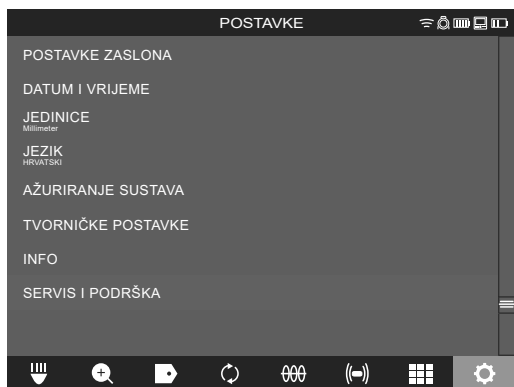 POSTAVKE
POSTAVKE ZASLONA
DATUM I VRIJEME
JEDINICE
Millimeter
JEZIK
HRVATSKI
AŽURIRANJE SUSTAVA
TVORNIČKE POSTAVKE
INFO
SERVIS I PODRŠKA